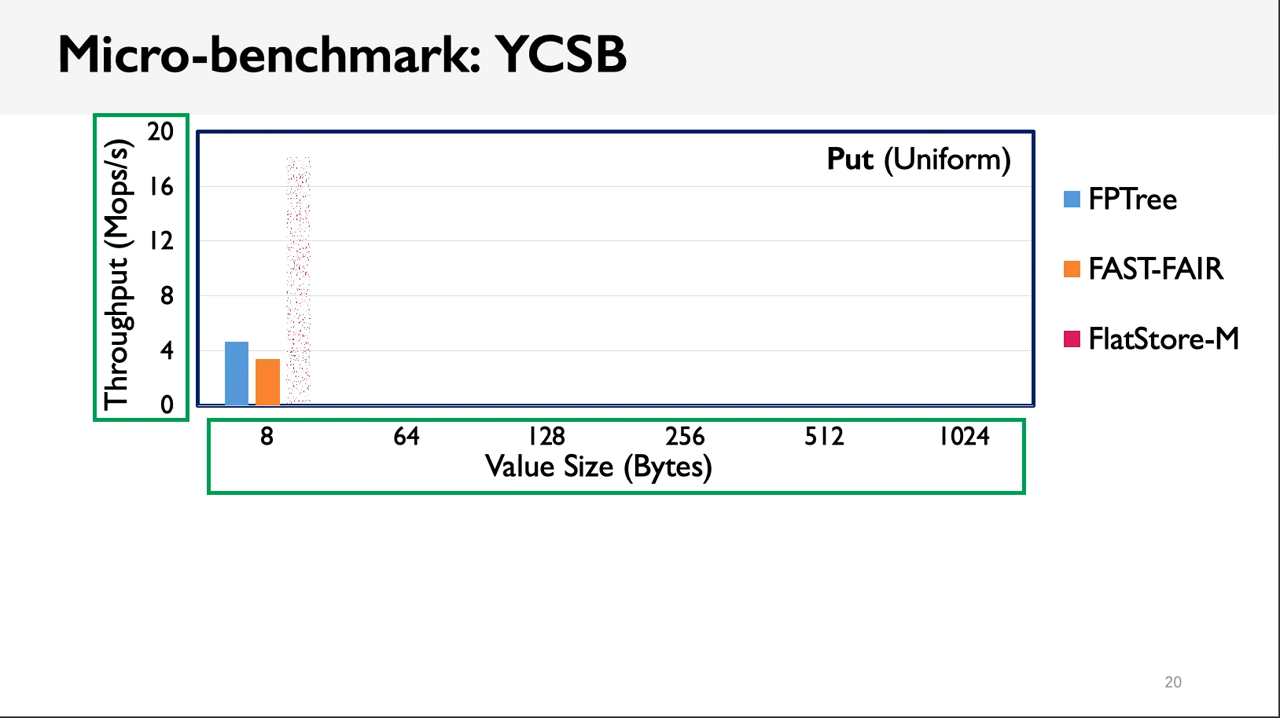 Micro-benchmark: YCSB
Throughput (Mops/s)
20
16
12
8
4
0
Put (Uniform)
FPTree
FAST-FAIR
FlatStore-M
8 64 128 256 512 1024
Value Size (Bytes)
20